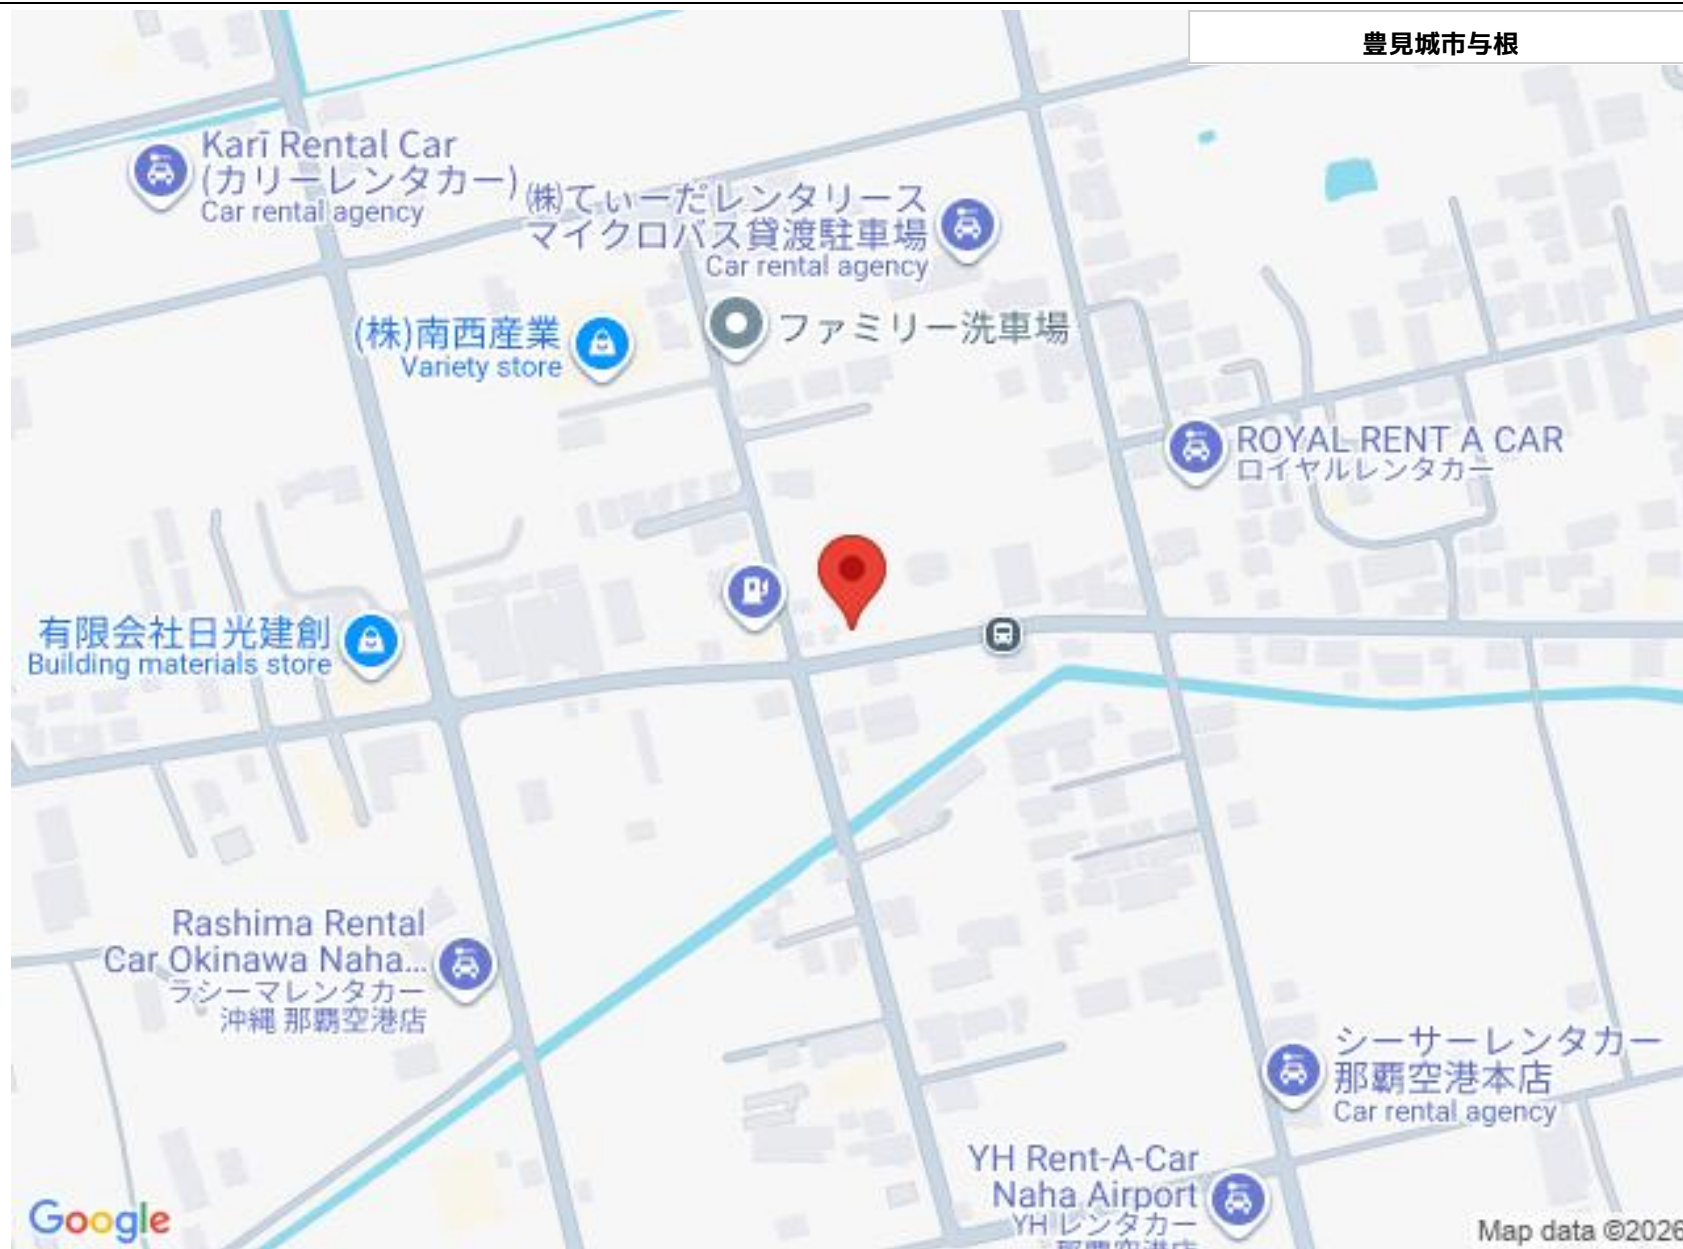 豊見城市与根
Karī Rental Car
(カリーレンタカー)
Car rental agency
(株)てぃーだレンタリース
マイクロバス貸渡駐車場
Car rental agency
(株)南西産業
Variety store
ファミリー洗車場
ROYAL RENT A CAR
ロイヤルレンタカー
有限会社日光建創
Building materials store
Rashima Rental
Car Okinawa Naha...
ラシーマレンタカー
沖縄 那覇空港店
シーサーレンタカー
那覇空港本店
Car rental agency
YH Rent-A-Car
Naha Airport
YH レンタカー
那覇空港店
Google
Map data ©2026